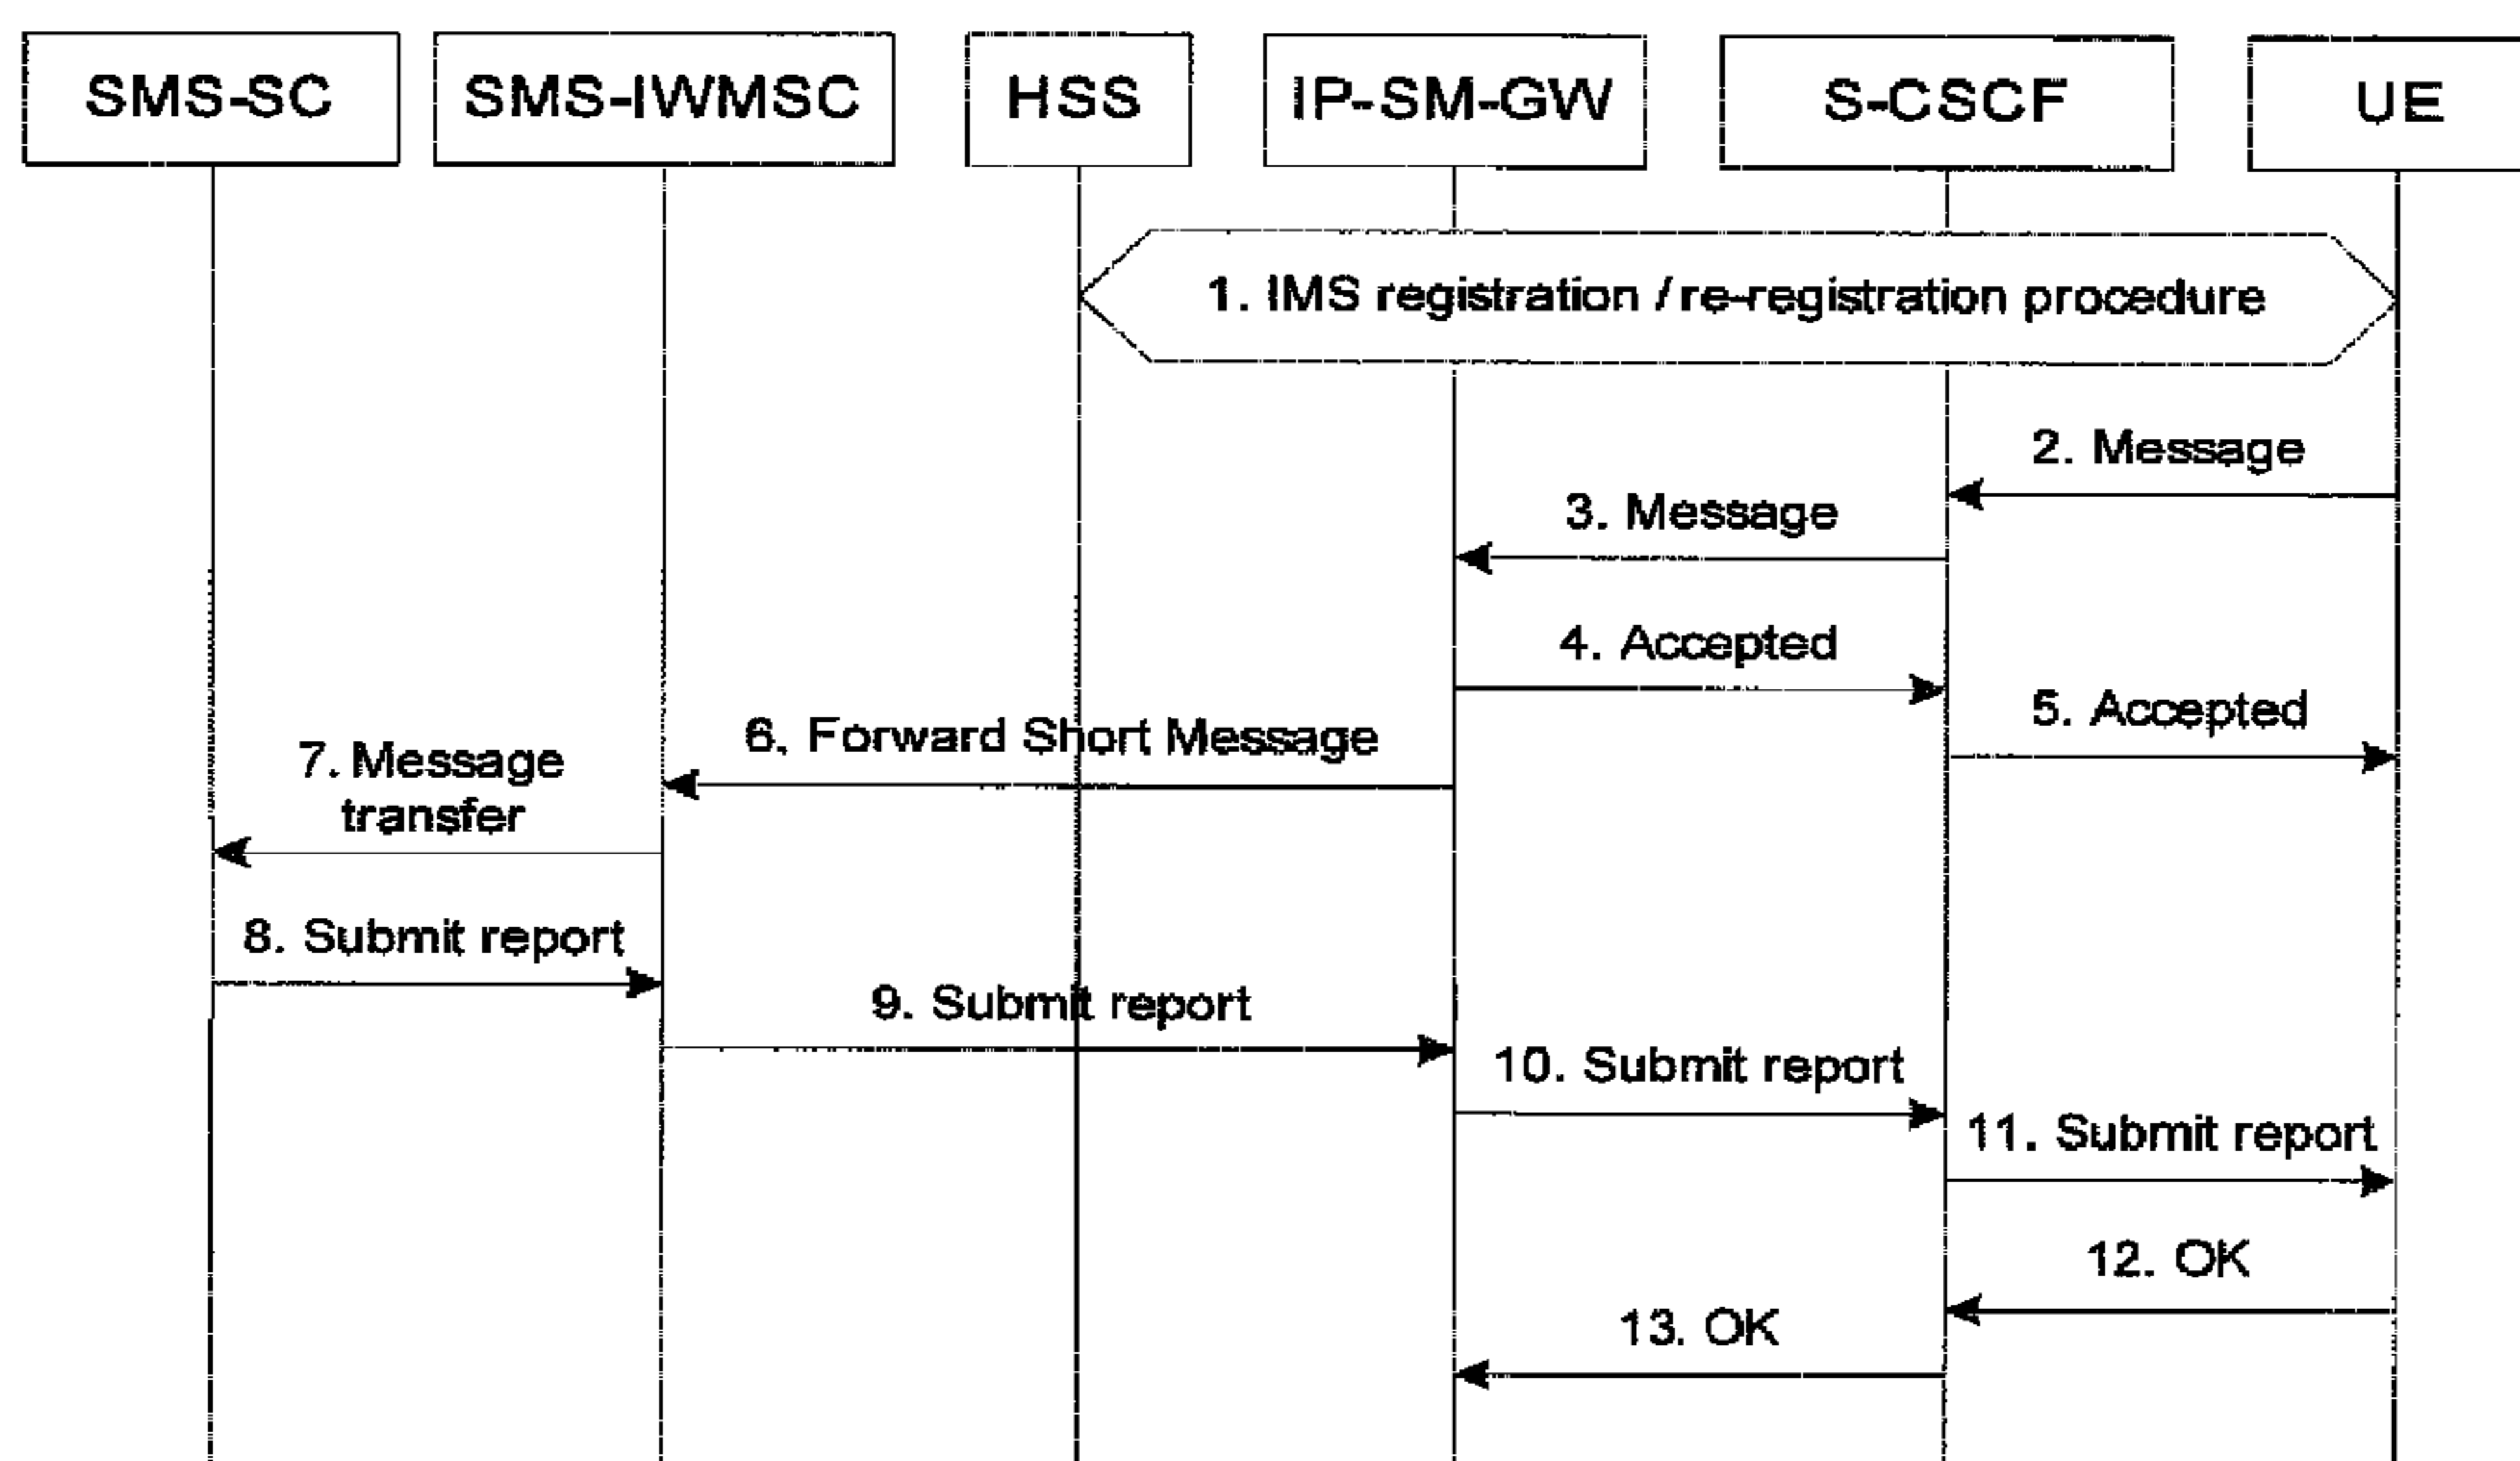 SMS-SC
SMS-IWMSC
HSS
IP-SM-GW
S-CSCF
UE
1. IMS registration / re-registration procedure
2. Message
3. Message
4. Accepted
5. Accepted
6. Forward Short Message
7. Message
transfer
8. Submit report
9. Submit report
10. Submit report
11. Submit report
12. OK
13. OK